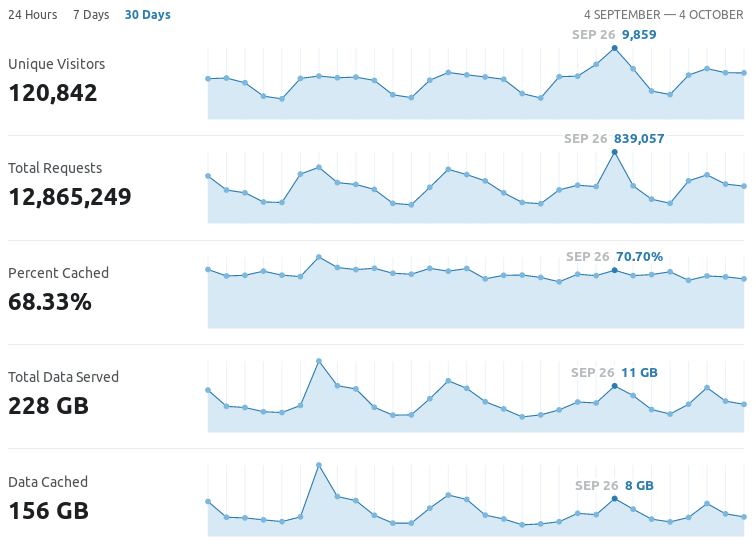 24 Hours 7 Days 30 Days 4 SEPTEMBER — 4 OCTOBER
SEP 26 9,859
Unique Visitors
120,842
SEP 26 839,057
Total Requests
12,865,249
SEP 26 70.70%
Percent Cached
68.33%
SEP 26 11 GB
Total Data Served
228 GB
SEP 26 8 GB
Data Cached
156 GB